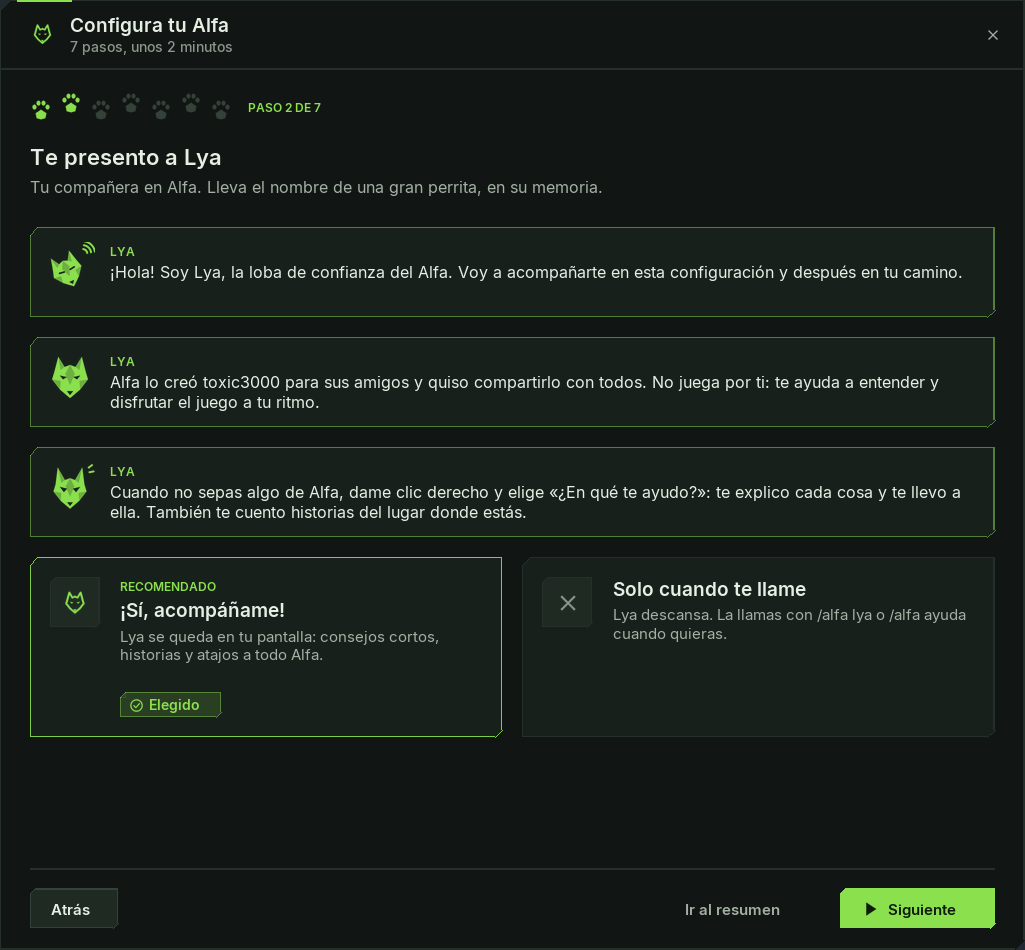 Configura tu Alfa
7 pasos, unos 2 minutos
PASO 2 DE 7
Te presento a Lya
Tu compañera en Alfa. Lleva el nombre de una gran perrita, en su memoria.
LYA
¡Hola! Soy Lya, la loba de confianza del Alfa. Voy a acompañarte en esta configuración y después en tu camino.
LYA
Alfa lo creó toxic3000 para sus amigos y quiso compartirlo con todos. No juega por ti: te ayuda a entender y
disfrutar el juego a tu ritmo.
LYA
Cuando no sepas algo de Alfa, dame clic derecho y elige «¿En qué te ayudo?»: te explico cada cosa y te llevo a
ella. También te cuento historias del lugar donde estás.
RECOMENDADO
¡Sí, acompáñame!
Lya se queda en tu pantalla: consejos cortos,
historias y atajos a todo Alfa.
Elegido
Solo cuando te llame
Lya descansa. La llamas con /alfa lya o /alfa ayuda
cuando quieras.
Atrás
Ir al resumen
Siguiente